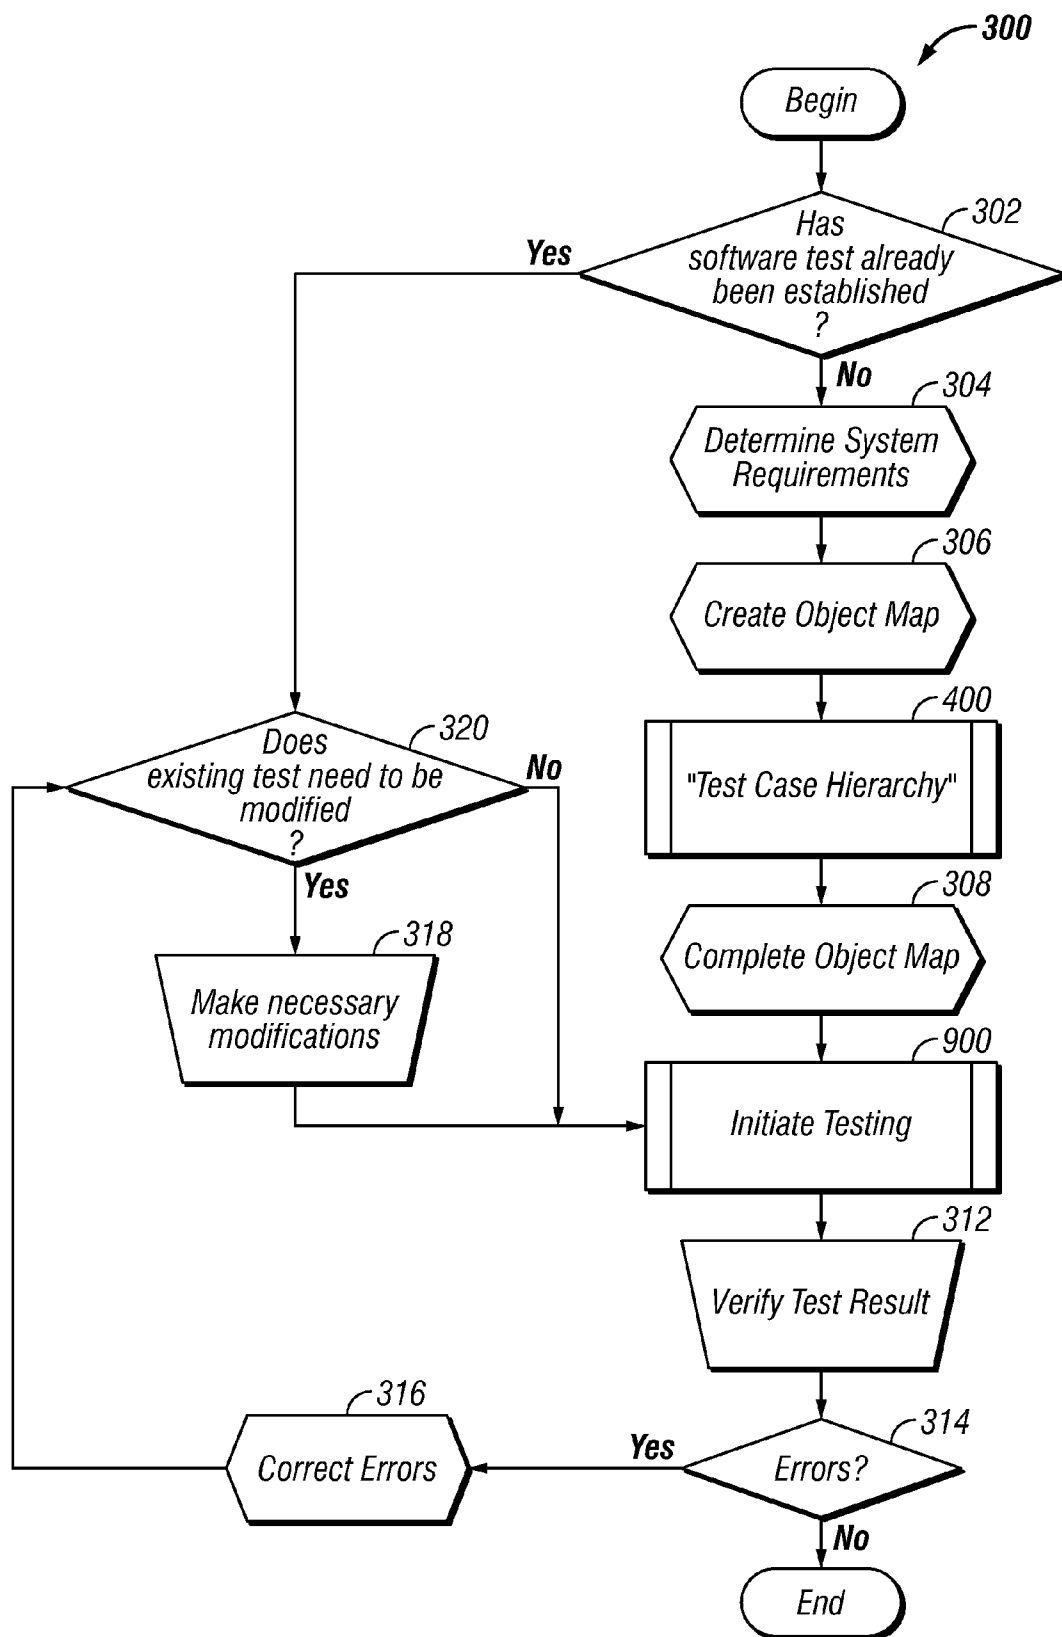 300
Begin
302
Has
software test already
been established
?
Yes
No
304
Determine System
Requirements
306
Create Object Map
400
"Test Case Hierarchy"
308
Complete Object Map
900
Initiate Testing
312
Verify Test Result
314
Errors?
Yes
No
End
316
Correct Errors
320
Does
existing test need to be
modified
?
No
Yes
318
Make necessary
modifications